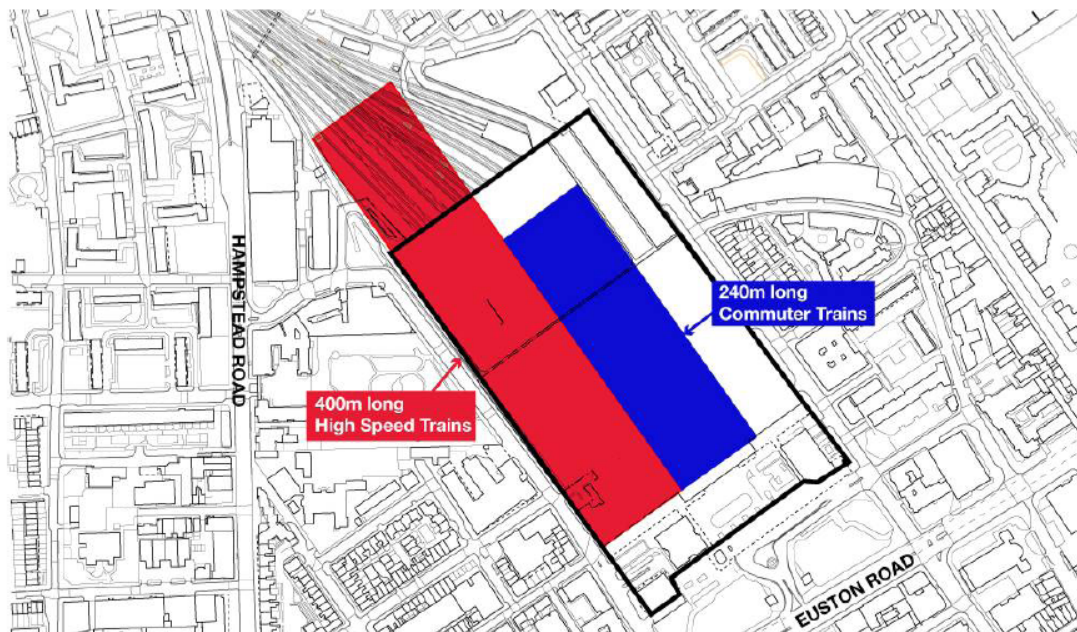 HAMPSTEAD ROAD
240m long
Commuter Trains
400m long
High Speed Trains
EUSTON ROAD